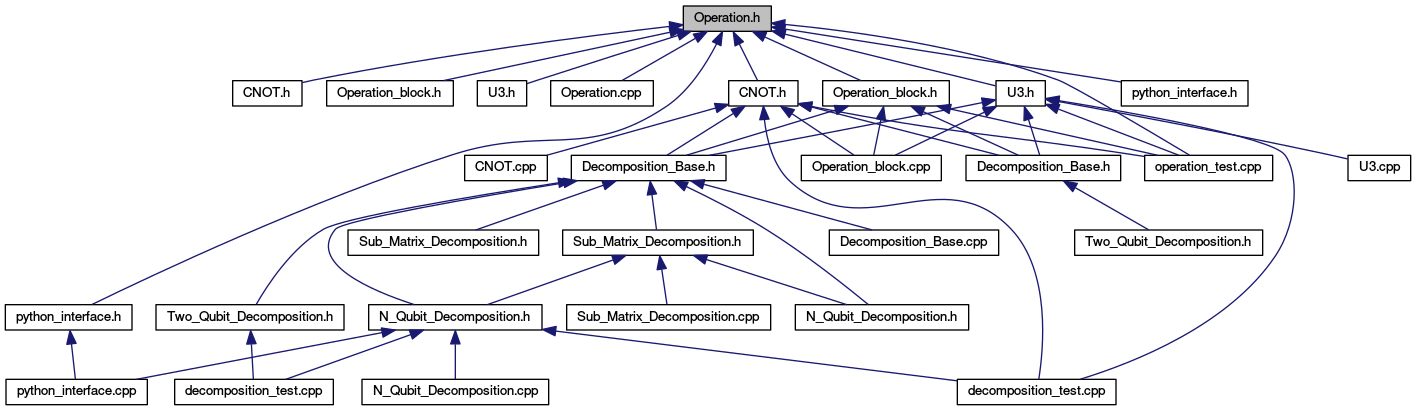 Operation.h
CNOT.h
Operation_block.h
U3.h
Operation.cpp
CNOT.h
Operation_block.h
U3.h
python_interface.h
CNOT.cpp
Decomposition_Base.h
Operation_block.cpp
Decomposition_Base.h
operation_test.cpp
U3.cpp
Sub_Matrix_Decomposition.h
Sub_Matrix_Decomposition.h
Decomposition_Base.cpp
Two_Qubit_Decomposition.h
python_interface.h
Two_Qubit_Decomposition.h
N_Qubit_Decomposition.h
Sub_Matrix_Decomposition.cpp
N_Qubit_Decomposition.h
python_interface.cpp
decomposition_test.cpp
N_Qubit_Decomposition.cpp
decomposition_test.cpp